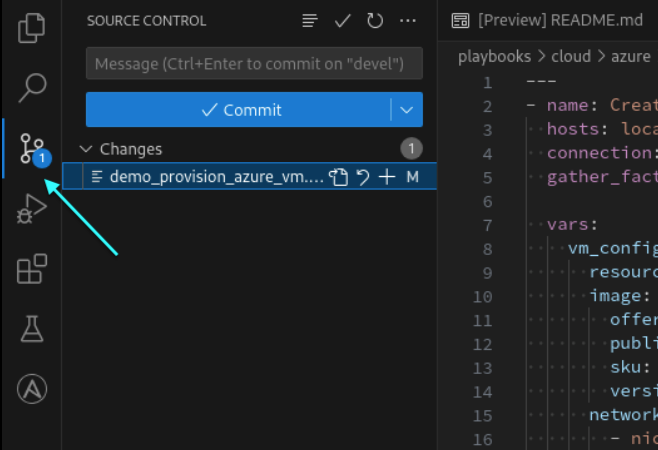 SOURCE CONTROL
Message (Ctrl+Enter to commit on "devel")
Commit
Changes 1
demo_provision_azure_vm.... M
1
[Preview] README.md
playbooks > cloud > azure
1 ---
2 - name: Creat
3 hosts: loca
4 connection:
5 gather_fact
6
7 vars:
8 vm_config
9 resourc
10 image:
11 offer
12 publi
13 sku:
14 versi
15 network
16 - nic